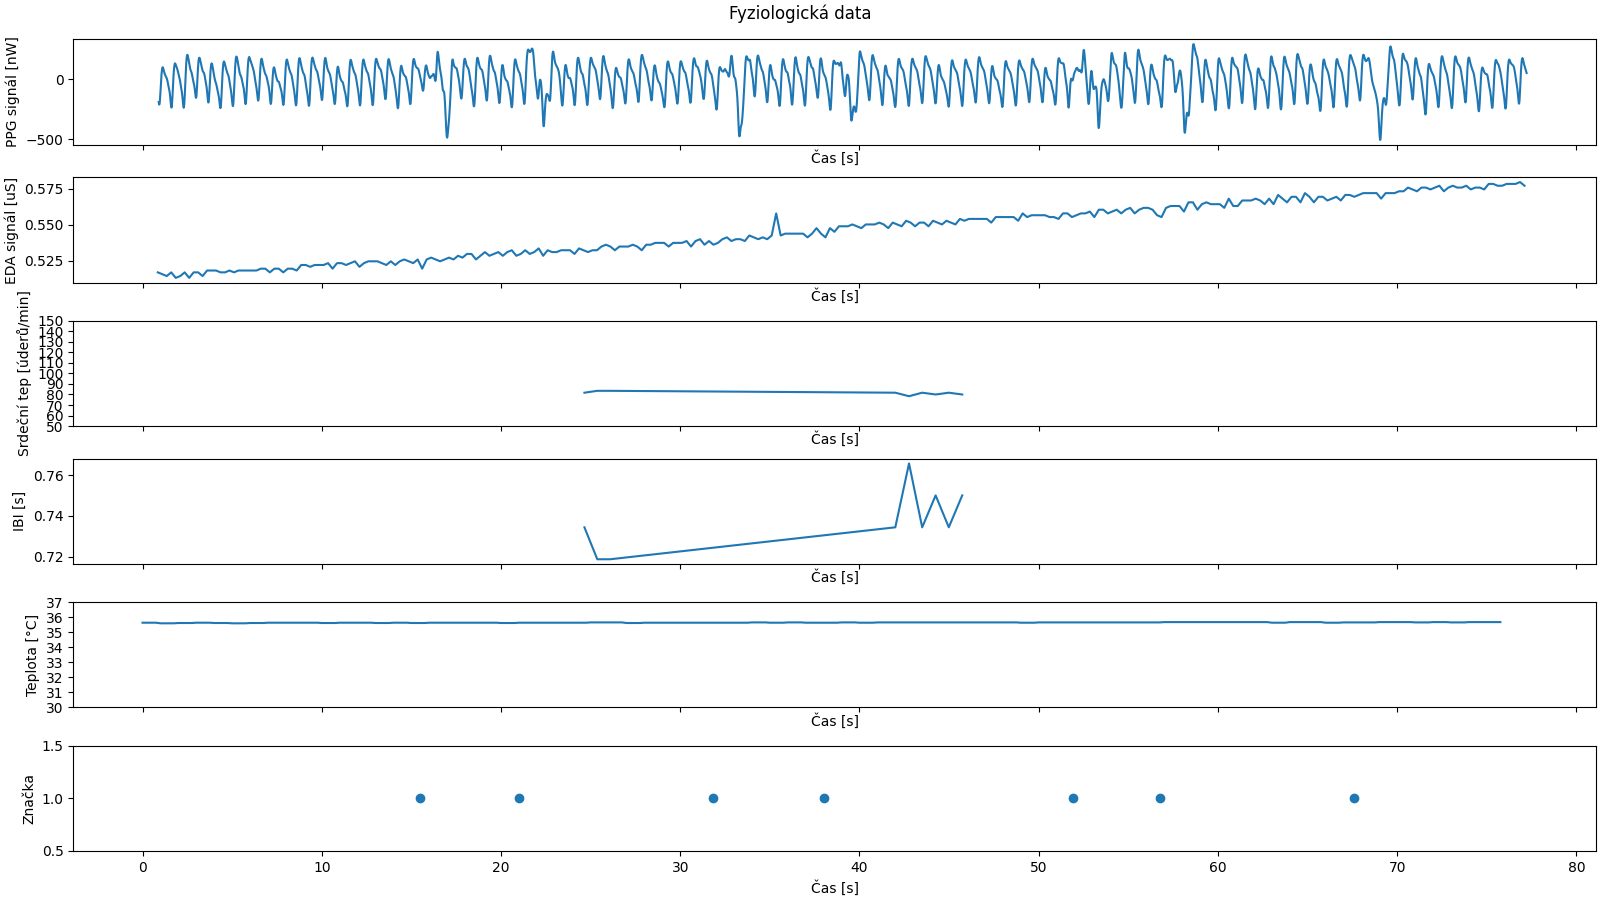 Fyziologická data
PPG signál [nW]
0
−500
Čas [s]
EDA signál [uS]
0.575
0.550
0.525
Čas [s]
Srdeční tep [úderů/min]
150
140
130
120
110
100
90
80
70
60
50
Čas [s]
IBI [s]
0.76
0.74
0.72
Čas [s]
Teplota [°C]
37
36
35
34
33
32
31
30
Čas [s]
Značka
1.5
1.0
0.5
0 10 20 30 40 50 60 70 80
Čas [s]